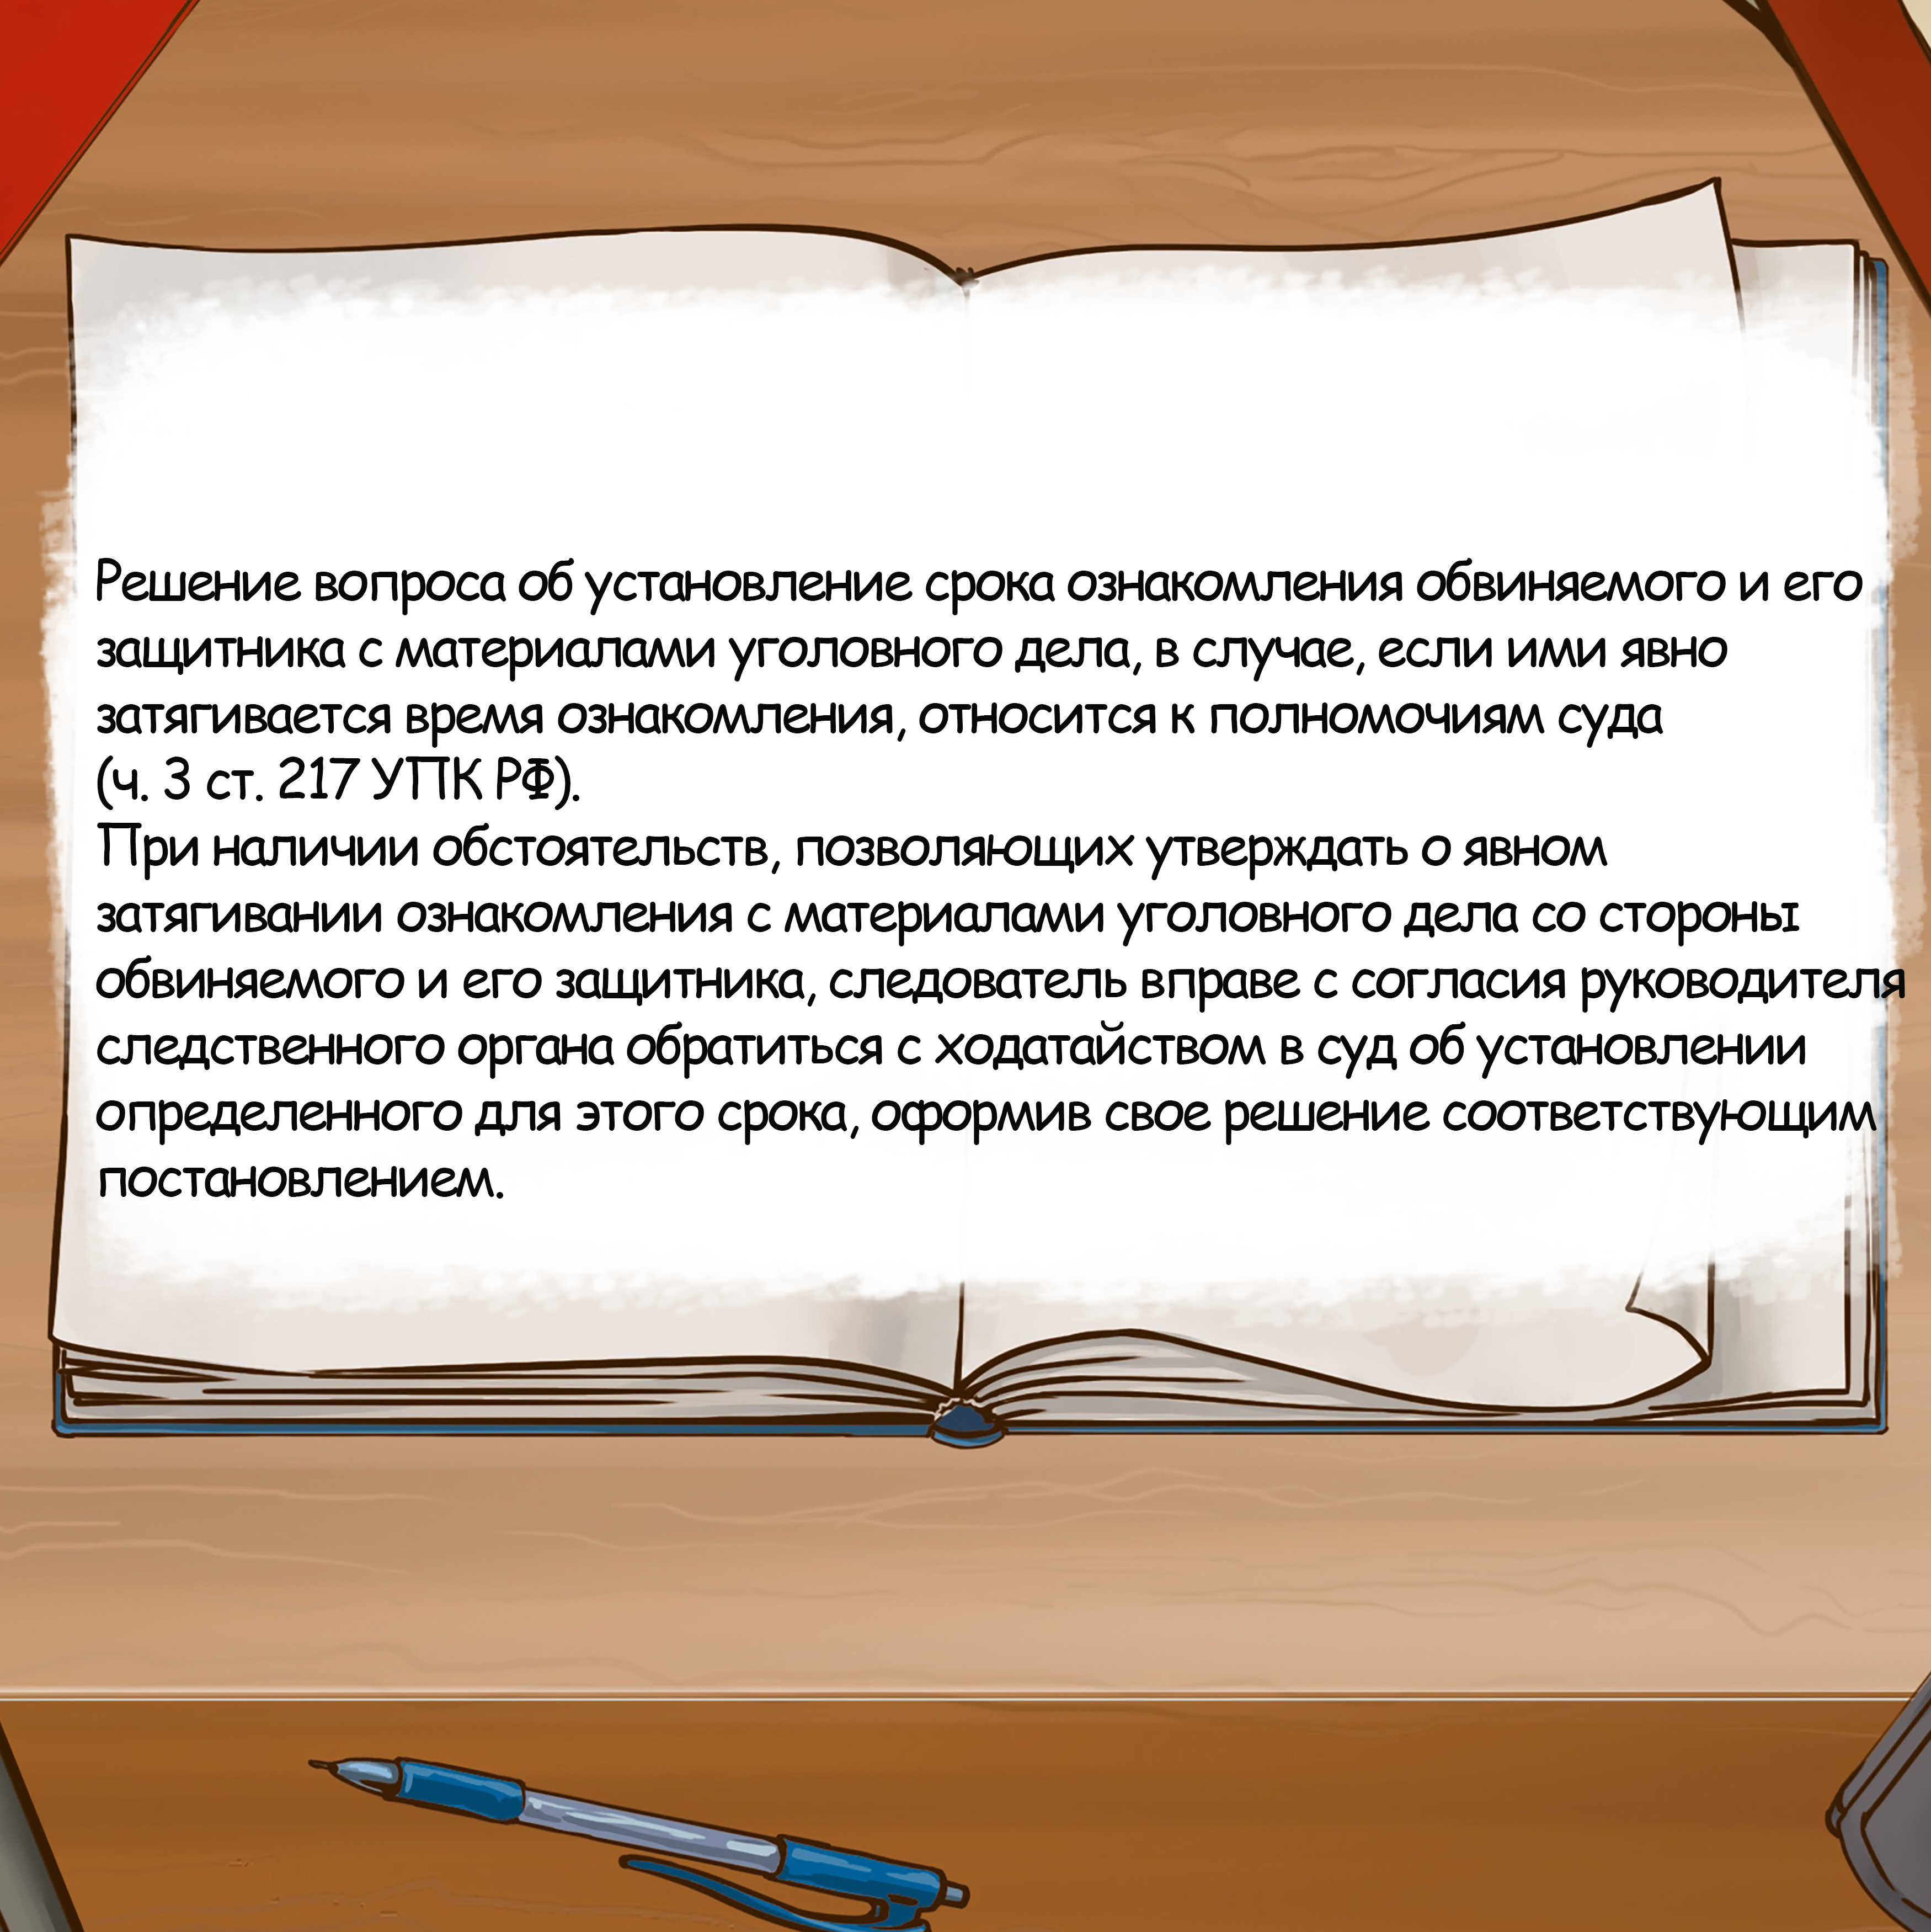 Решение вопроса об установление срока ознакомления обвиняемого и его
защитника с материалами уголовного дела, в случае, если ими явно
затягивается время ознакомления, относится к полномочиям суда
(ч. 3 ст. 217 УПК РФ).
При наличии обстоятельств, позволяющих утверждать о явном
затягивании ознакомления с материалами уголовного дела со стороны
обвиняемого и его защитника, следователь вправе с согласия руководителя
следственного органа обратиться с ходатайством в суд об установлении
определенного для этого срока, оформив свое решение соответствующим
постановлением.